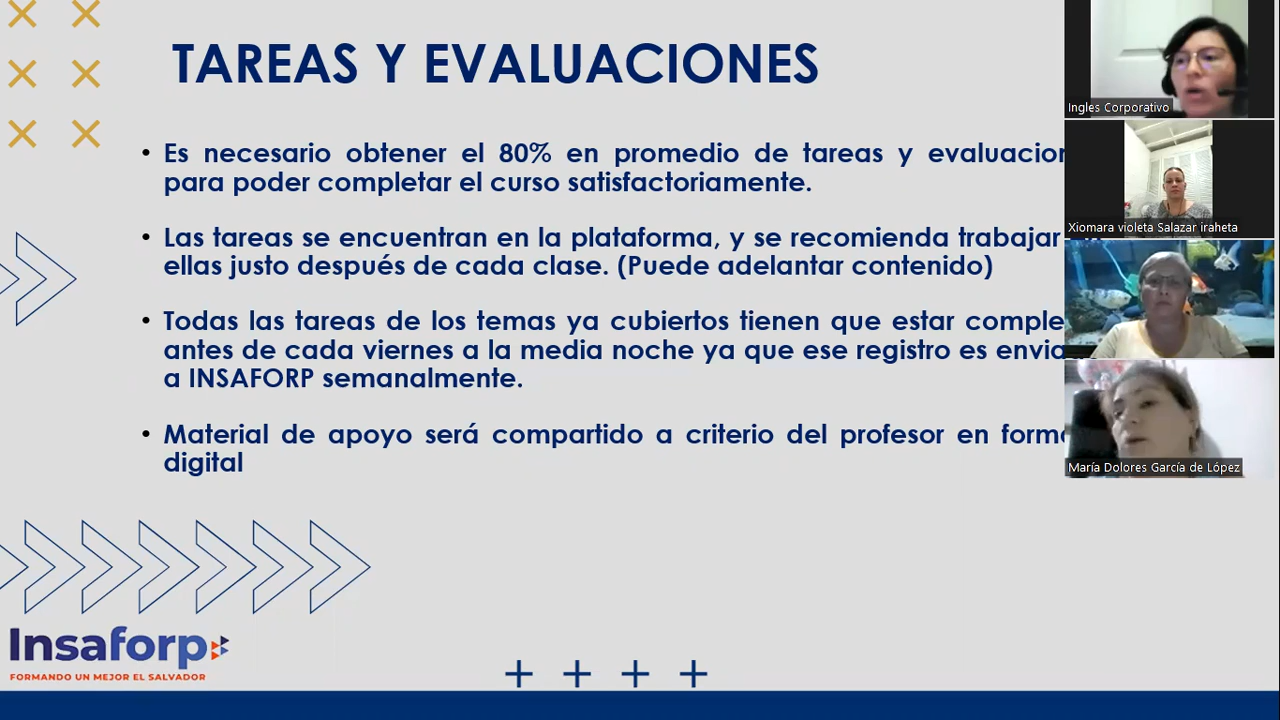 TAREAS Y EVALUACIONES
• Es necesario obtener el 80% en promedio de tareas y evaluacion
para poder completar el curso satisfactoriamente.
• Las tareas se encuentran en la plataforma, y se recomienda trabajar
ellas justo después de cada clase. (Puede adelantar contenido)
• Todas las tareas de los temas ya cubiertos tienen que estar comple
antes de cada viernes a la media noche ya que ese registro es envia
a INSAFORP semanalmente.
• Material de apoyo será compartido a criterio del profesor en forma
digital
Insaforp
FORMANDO UN MEJOR EL SALVADOR
Ingles Corporativo
Xiomara violeta Salazar iraheta
María Dolores García de López